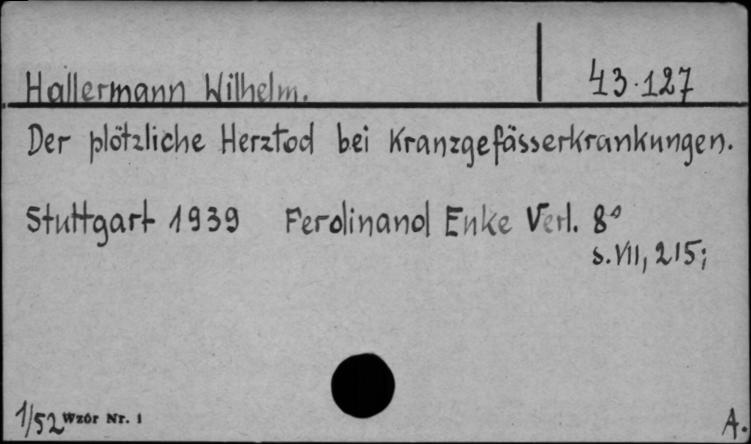 Hallermann Wilhelm. 43.127
Der plötzliche Herztod bei Kranzgefässerkrankungen.
Stuttgart 1939 Ferdinand Enke Verl. 8°
s.VII, 215;
1/52 Wzór Nr. 1
A.